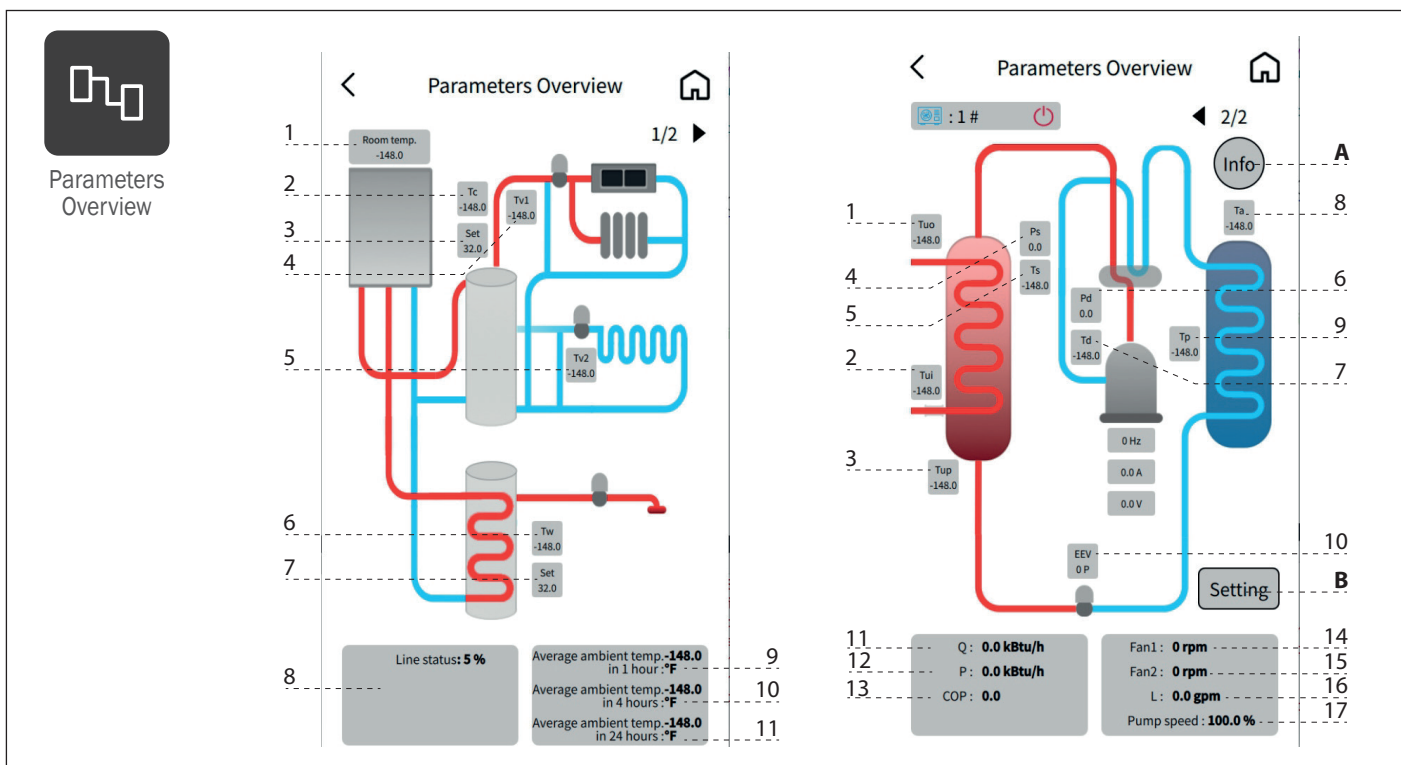 Parameters
Overview
Parameters Overview
1/2
1
Room temp.
-148.0
2
Tc
-148.0
Tv1
-148.0
3
Set
32.0
4
5
Tv2
-148.0
6
Tw
-148.0
7
Set
32.0
8
Line status: 5 %
Average ambient temp.-148.0
in 1 hour :°F
9
Average ambient temp.-148.0
in 4 hours :°F
10
Average ambient temp.-148.0
in 24 hours :°F
11
Parameters Overview
: 1 #
2/2
Info
A
1
Tuo
-148.0
Ta
-148.0
8
4
Ps
0.0
5
Ts
-148.0
Pd
0.0
6
Td
-148.0
Tp
-148.0
9
2
Tui
-148.0
7
0 Hz
3
Tup
-148.0
0.0 A
0.0 V
EEV
0 P
10
Setting
B
11
Q : 0.0 kBtu/h
12
P : 0.0 kBtu/h
13
COP : 0.0
Fan1 : 0 rpm
14
Fan2 : 0 rpm
15
L : 0.0 gpm
16
Pump speed : 100.0 %
17